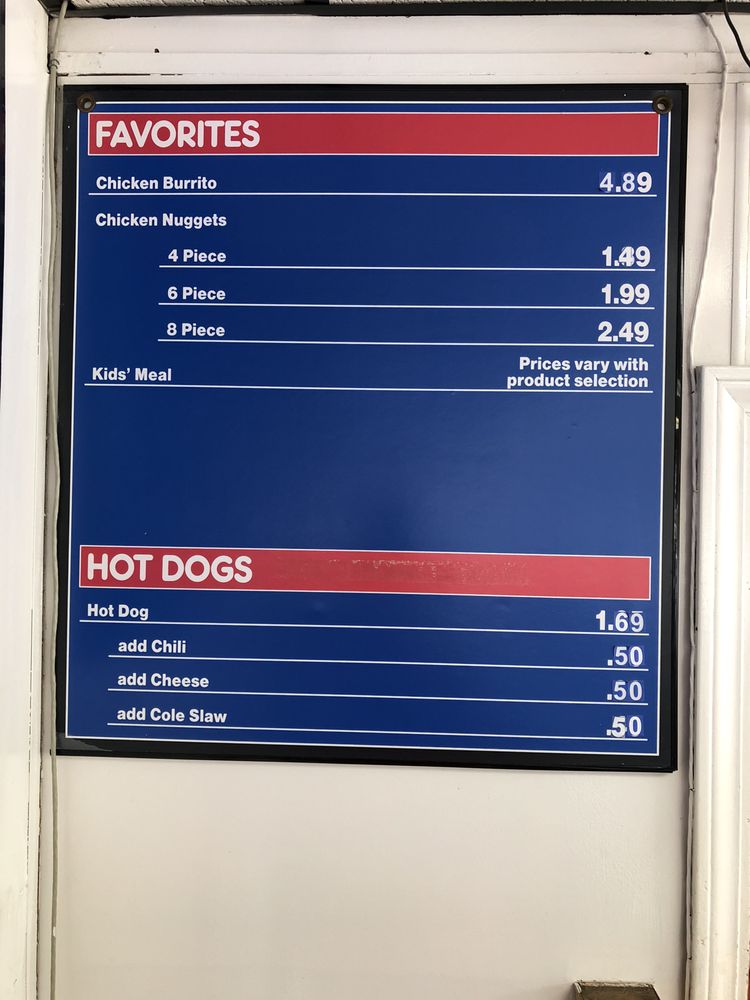 FAVORITES
Chicken Burrito 4.89
Chicken Nuggets
4 Piece 1.49
6 Piece 1.99
8 Piece 2.49
Kids' Meal Prices vary with
product selection
HOT DOGS
Hot Dog 1.69
add Chili .50
add Cheese .50
add Cole Slaw .50